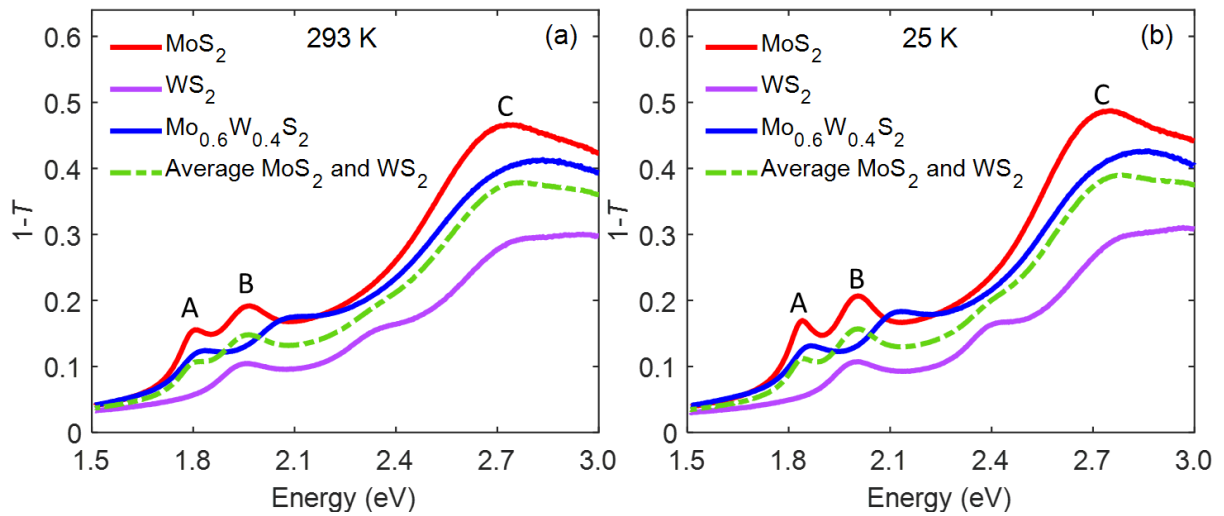 0.6
0.5
0.4
0.3
0.2
0.1
0
1-T
293 K
(a)
MoS₂
WS₂
Mo₀.₆W₀.₄S₂
Average MoS₂ and WS₂
A
B
C
1.5 1.8 2.1 2.4 2.7 3.0
Energy (eV)
0.6
0.5
0.4
0.3
0.2
0.1
0
1-T
25 K
(b)
MoS₂
WS₂
Mo₀.₆W₀.₄S₂
Average MoS₂ and WS₂
A
B
C
1.5 1.8 2.1 2.4 2.7 3.0
Energy (eV)